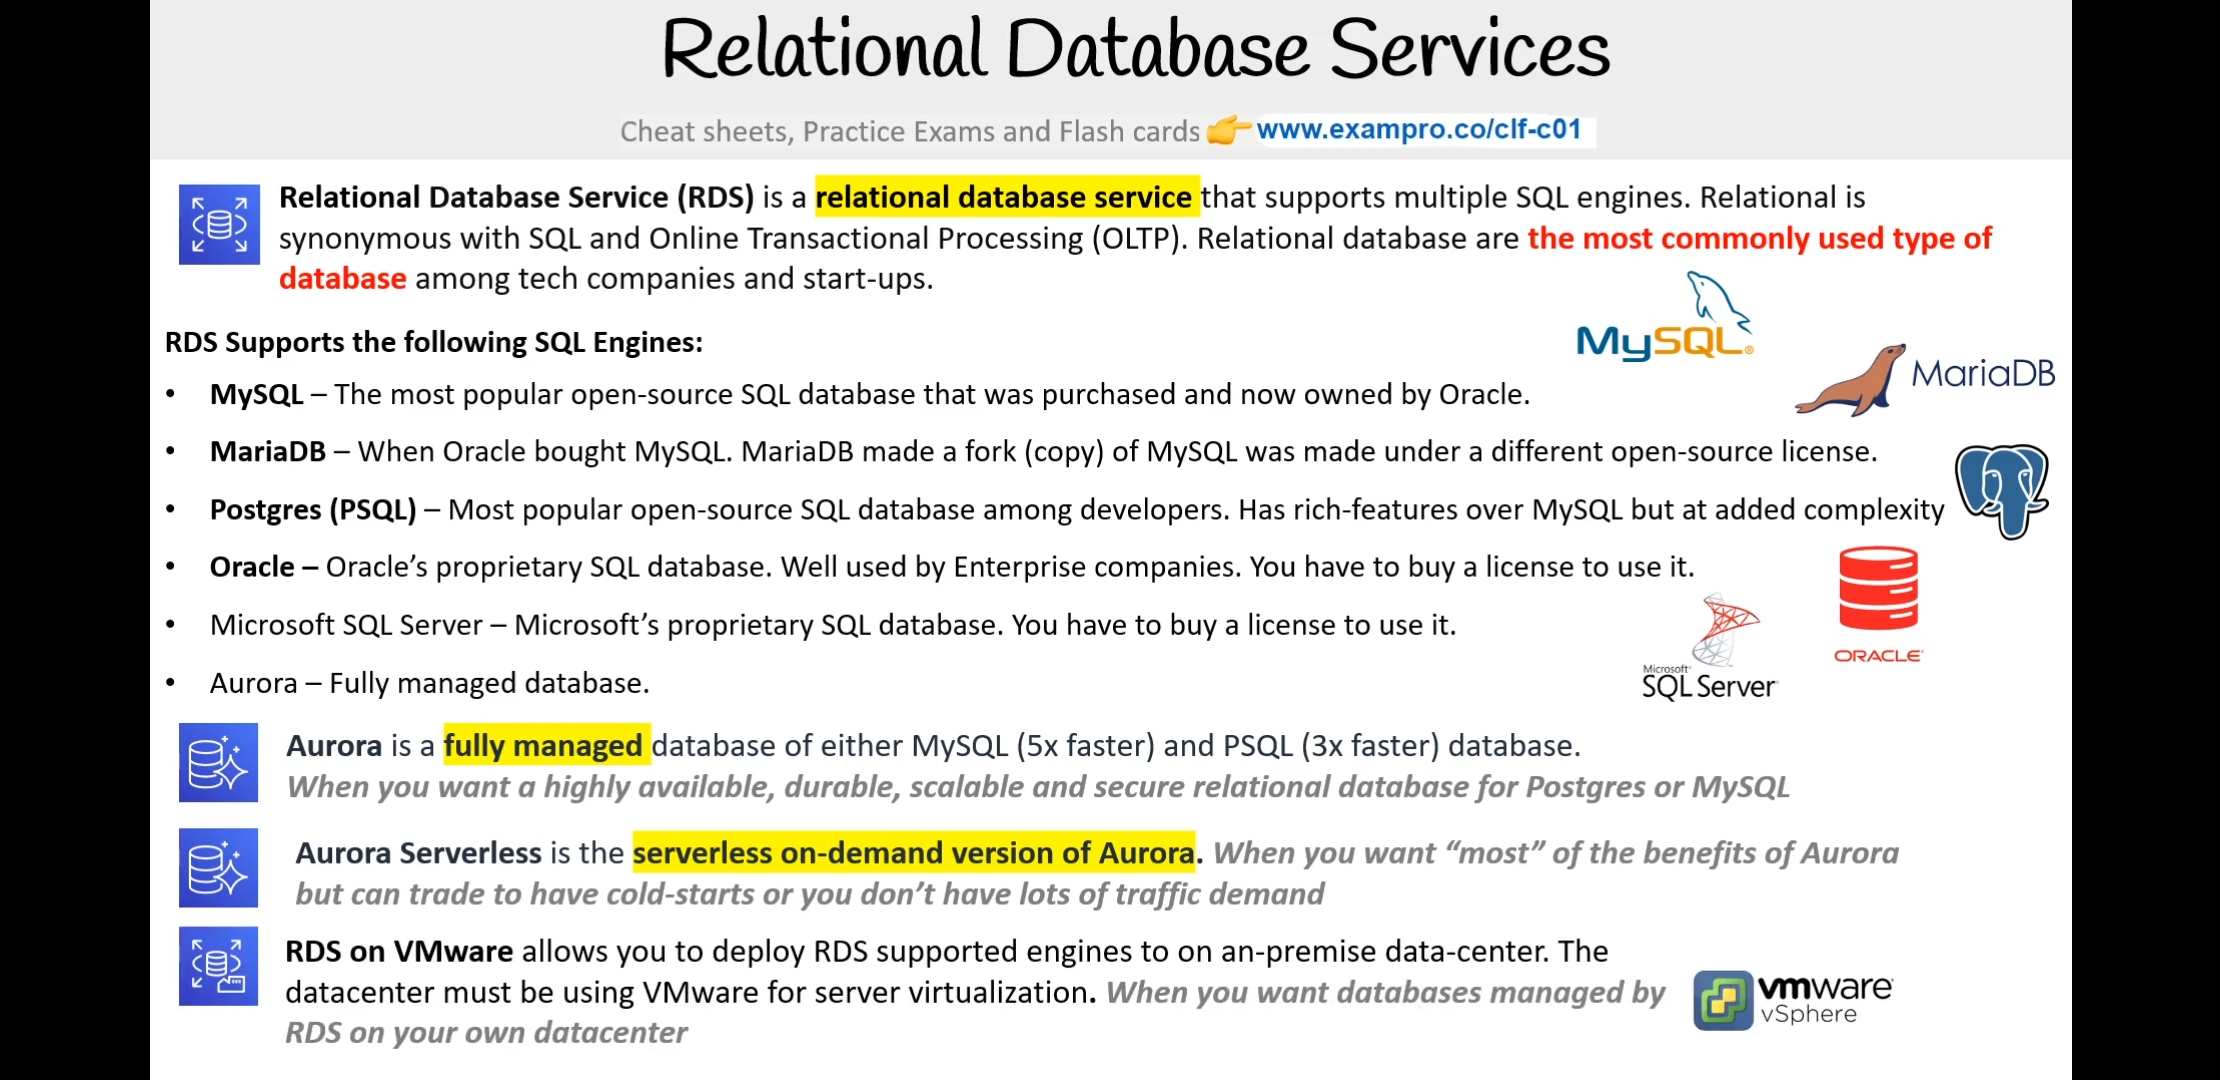 Relational Database Services
Cheat sheets, Practice Exams and Flash cards 👉 www.exampro.co/clf-c01
Relational Database Service (RDS) is a relational database service that supports multiple SQL engines. Relational is
synonymous with SQL and Online Transactional Processing (OLTP). Relational database are the most commonly used type of
database among tech companies and start-ups.
MySQL®
RDS Supports the following SQL Engines:
MariaDB
• MySQL – The most popular open-source SQL database that was purchased and now owned by Oracle.
• MariaDB – When Oracle bought MySQL. MariaDB made a fork (copy) of MySQL was made under a different open-source license.
• Postgres (PSQL) – Most popular open-source SQL database among developers. Has rich-features over MySQL but at added complexity
• Oracle – Oracle’s proprietary SQL database. Well used by Enterprise companies. You have to buy a license to use it.
• Microsoft SQL Server – Microsoft’s proprietary SQL database. You have to buy a license to use it.
ORACLE
Microsoft
SQL Server
• Aurora – Fully managed database.
Aurora is a fully managed database of either MySQL (5x faster) and PSQL (3x faster) database.
When you want a highly available, durable, scalable and secure relational database for Postgres or MySQL
Aurora Serverless is the serverless on-demand version of Aurora. When you want “most” of the benefits of Aurora
but can trade to have cold-starts or you don’t have lots of traffic demand
RDS on VMware allows you to deploy RDS supported engines to on an-premise data-center. The
datacenter must be using VMware for server virtualization. When you want databases managed by
RDS on your own datacenter
vmware
vSphere